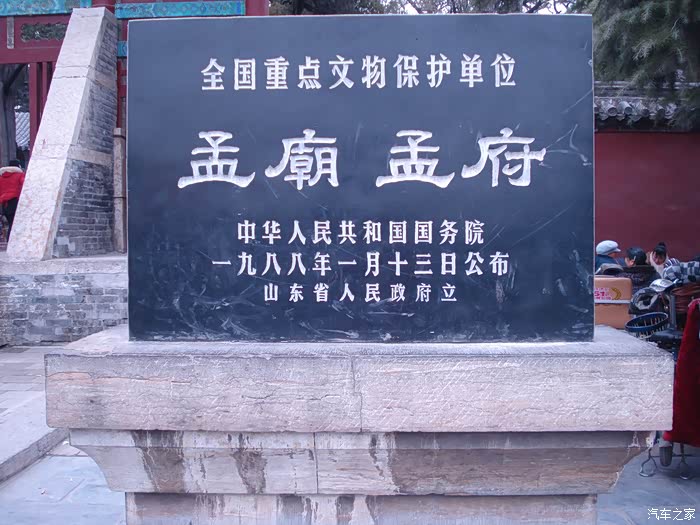 全国重点文物保护单位
孟廟 孟府
中华人民共和国国务院
一九八八年一月十三日公布
山东省人民政府立
汽车之家